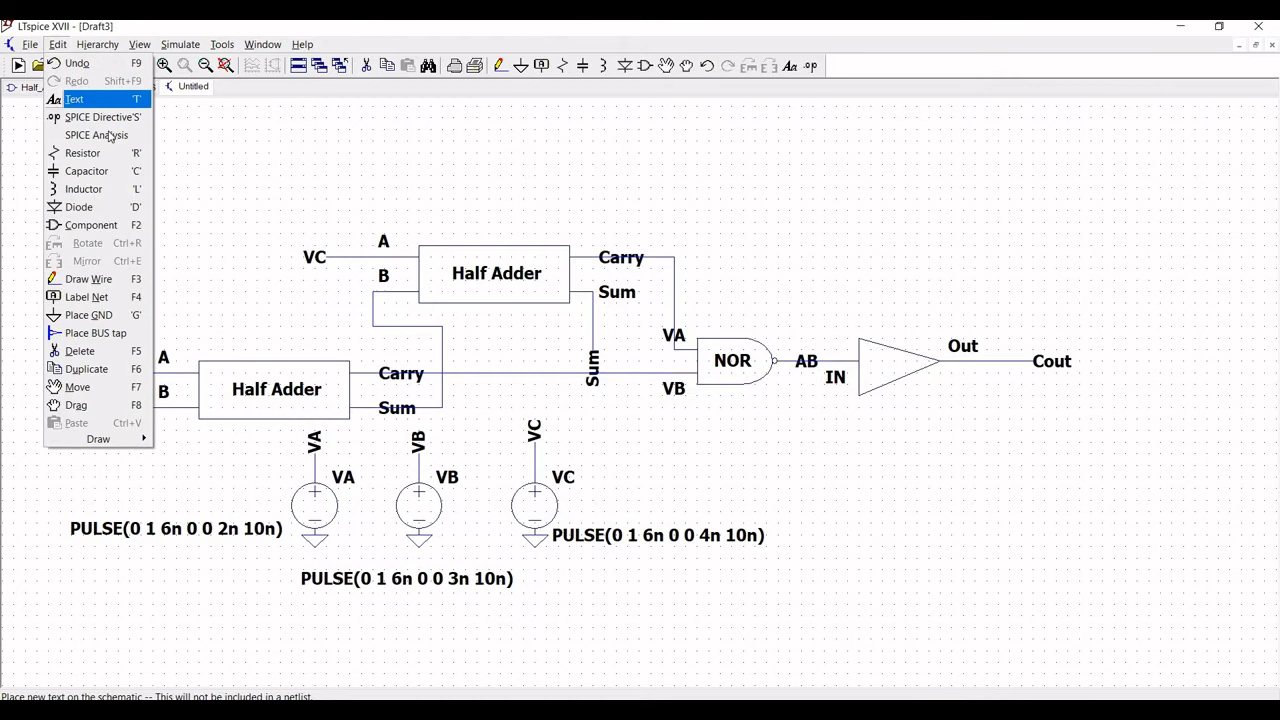 LTspice XVII - [Draft3]
File Edit Hierarchy View Simulate Tools Window Help
Half_
Untitled
Undo F9
Redo Shift+F9
Text 'T'
SPICE Directive'S'
SPICE Analysis
Resistor 'R'
Capacitor 'C'
Inductor 'L'
Diode 'D'
Component F2
Rotate Ctrl+R
Mirror Ctrl+E
Draw Wire F3
Label Net F4
Place GND 'G'
Place BUS tap
Delete F5
Duplicate F6
Move F7
Drag F8
Paste Ctrl+V
Draw
A
VC
B
Half Adder
Carry
Sum
A
B
Half Adder
Carry
Sum
Sum
VA
VB
NOR
AB
IN
Out
Cout
VA
VA
VB
VB
VC
VC
PULSE(0 1 6n 0 0 2n 10n)
PULSE(0 1 6n 0 0 4n 10n)
PULSE(0 1 6n 0 0 3n 10n)
Place new text on the schematic -- This will not be included in a netlist.